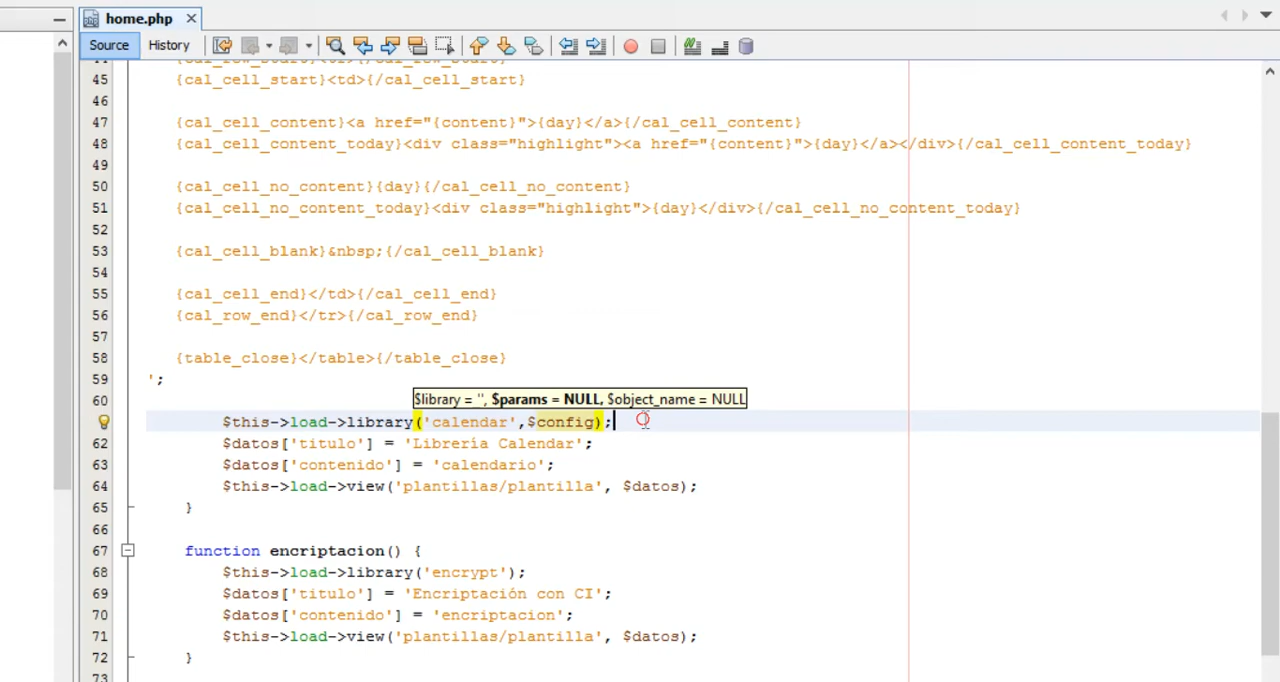 home.php
Source History
45 {cal_cell_start}<td>{/cal_cell_start}
46
47 {cal_cell_content}<a href="{content}">{day}</a>{/cal_cell_content}
48 {cal_cell_content_today}<div class="highlight"><a href="{content}">{day}</a></div>{/cal_cell_content_today}
49
50 {cal_cell_no_content}{day}{/cal_cell_no_content}
51 {cal_cell_no_content_today}<div class="highlight">{day}</div>{/cal_cell_no_content_today}
52
53 {cal_cell_blank}&nbsp;{/cal_cell_blank}
54
55 {cal_cell_end}</td>{/cal_cell_end}
56 {cal_row_end}</tr>{/cal_row_end}
57
58 {table_close}</table>{/table_close}
59 ';
$library = '', $params = NULL, $object_name = NULL
60
$this->load->library('calendar',$config);
62 $datos['titulo'] = 'Librería Calendar';
63 $datos['contenido'] = 'calendario';
64 $this->load->view('plantillas/plantilla', $datos);
65 }
66
67 function encriptacion() {
68 $this->load->library('encrypt');
69 $datos['titulo'] = 'Encriptación con CI';
70 $datos['contenido'] = 'encriptacion';
71 $this->load->view('plantillas/plantilla', $datos);
72 }
73